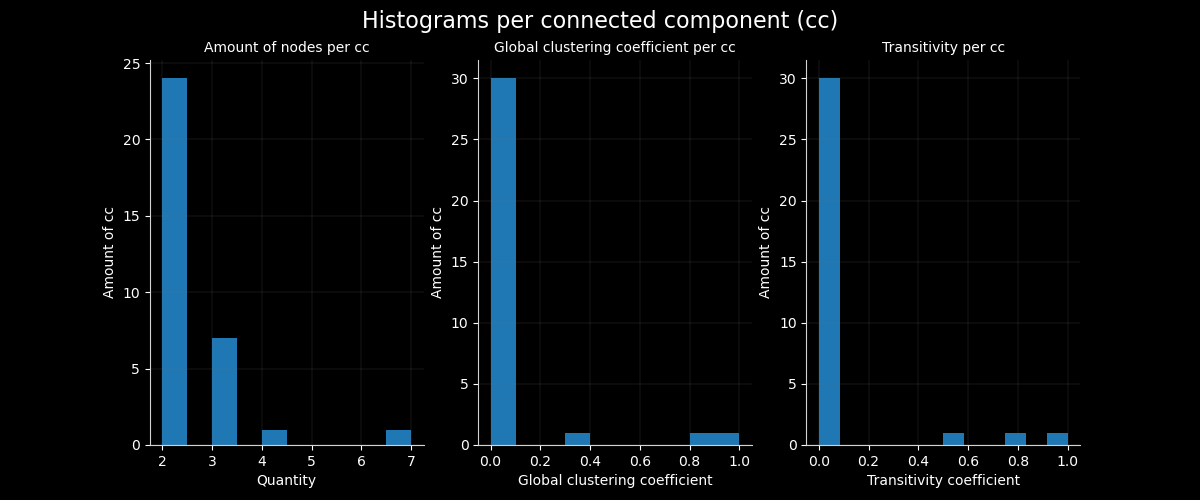 Histograms per connected component (cc)
Amount of nodes per cc
Global clustering coefficient per cc
Transitivity per cc
25
20
15
10
5
0
Amount of cc
2 3 4 5 6 7
Quantity
30
25
20
15
10
5
0
Amount of cc
0.0 0.2 0.4 0.6 0.8 1.0
Global clustering coefficient
30
25
20
15
10
5
0
Amount of cc
0.0 0.2 0.4 0.6 0.8 1.0
Transitivity coefficient